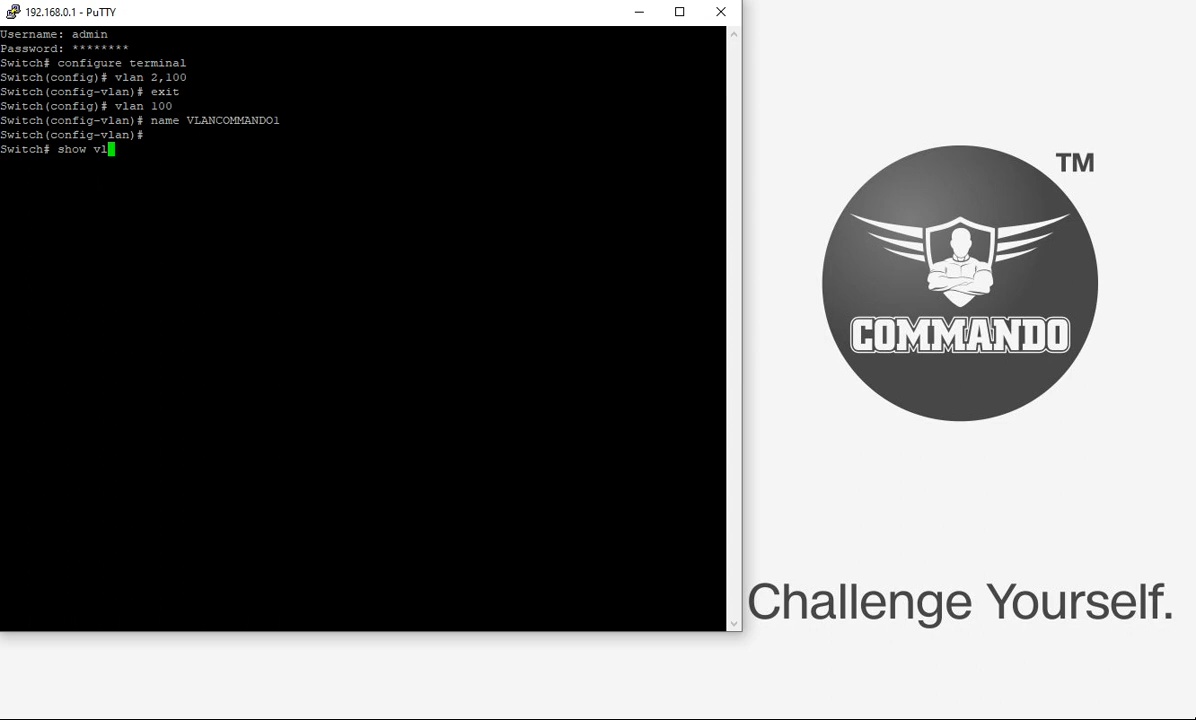 192.168.0.1 - PuTTY
Username: admin
Password: ********
Switch# configure terminal
Switch(config)# vlan 2,100
Switch(config-vlan)# exit
Switch(config)# vlan 100
Switch(config-vlan)# name VLANCOMMANDO1
Switch(config-vlan)#
Switch# show vl
TM
COMMANDO
Challenge Yourself.